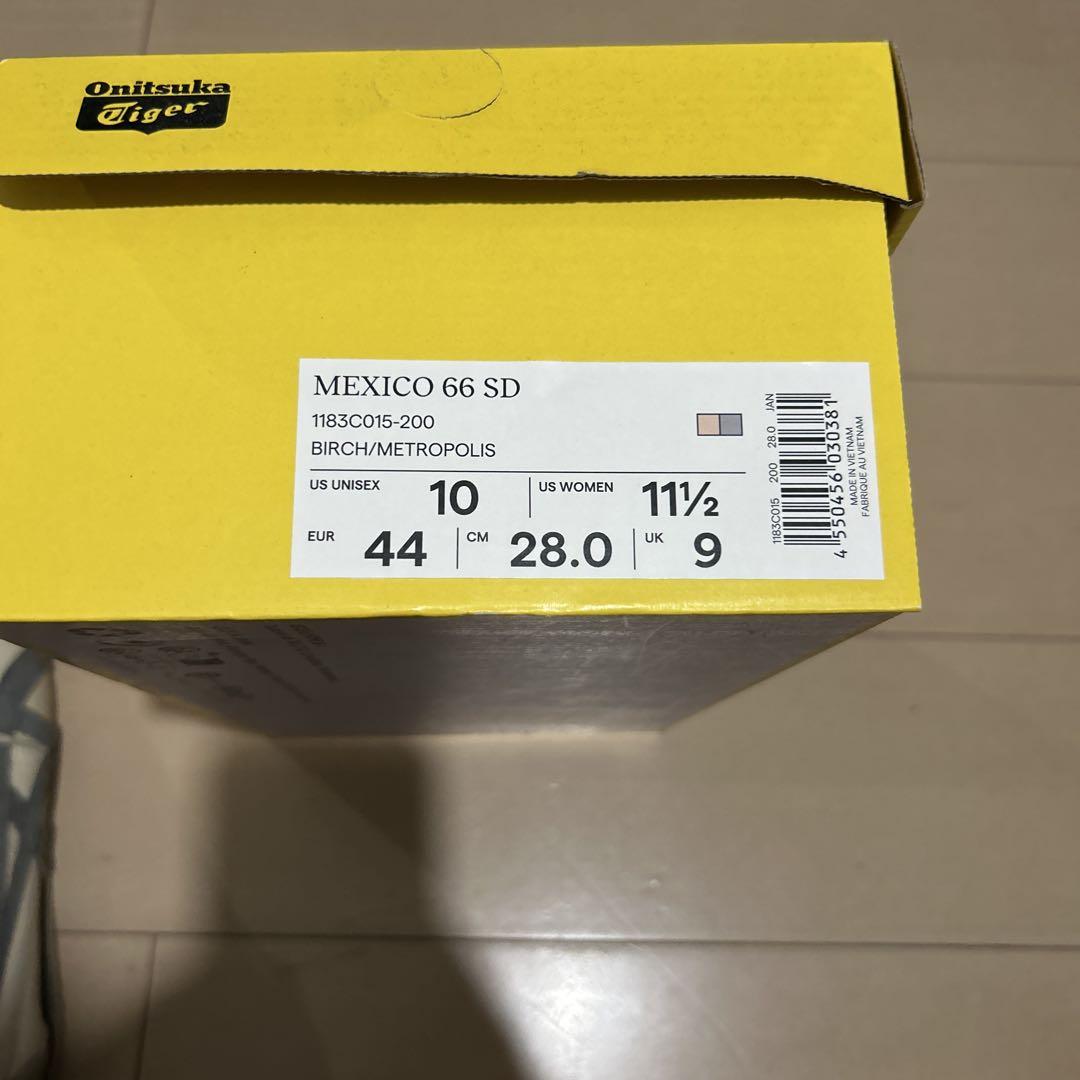 Onitsuka
Tiger
MEXICO 66 SD
1183C015-200
BIRCH/METROPOLIS
US UNISEX 10 US WOMEN 11½
EUR 44 CM 28.0 UK 9
1183C015 200 28.0 JAN
4 550456 030381
MADE IN VIETNAM
FABRIQUE AU VIETNAM